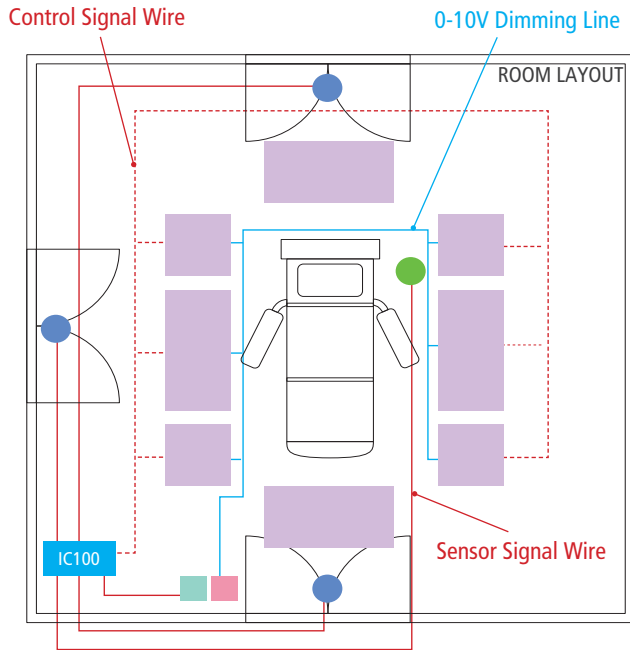 Control Signal Wire
0-10V Dimming Line
ROOM LAYOUT
IC100
Sensor Signal Wire